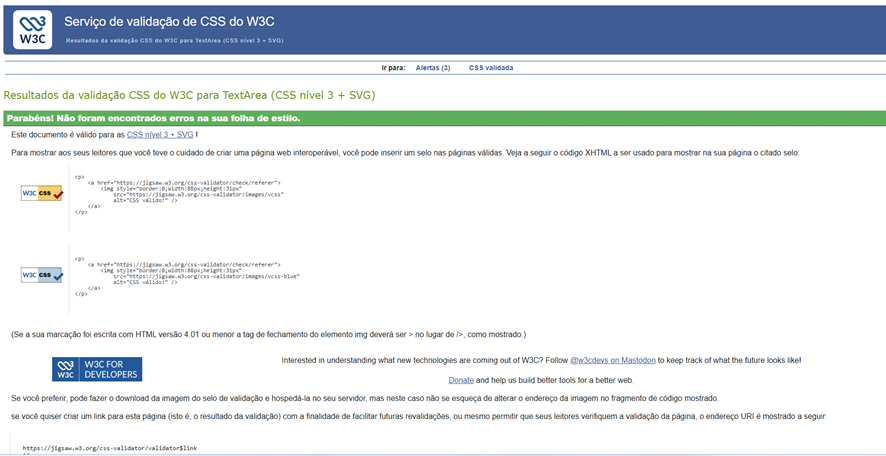 W3C
Serviço de validação de CSS do W3C
Resultados da validação CSS do W3C para TextArea (CSS nível 3 + SVG)
Ir para: Alertas (3) CSS validada
Resultados da validação CSS do W3C para TextArea (CSS nível 3 + SVG)
Parabéns! Não foram encontrados erros na sua folha de estilo.
Este documento é válido para as CSS nível 3 + SVG !
Para mostrar aos seus leitores que você teve o cuidado de criar uma página web interoperável, você pode inserir um selo nas páginas válidas. Veja a seguir o código XHTML a ser usado para mostrar na sua página o citado selo:
W3C CSS
<p>
<a href="https://jigsaw.w3.org/css-validator/check/referer">
<img style="border:0;width:88px;height:31px"
src="https://jigsaw.w3.org/css-validator/images/vcss"
alt="CSS válido!" />
</a>
</p>
W3C CSS
<p>
<a href="https://jigsaw.w3.org/css-validator/check/referer">
<img style="border:0;width:88px;height:31px"
src="https://jigsaw.w3.org/css-validator/images/vcss-blue"
alt="CSS válido!" />
</a>
</p>
(Se a sua marcação foi escrita com HTML versão 4.01 ou menor a tag de fechamento do elemento img deverá ser > no lugar de />, como mostrado.)
W3C
W3C FOR
DEVELOPERS
Interested in understanding what new technologies are coming out of W3C? Follow @w3cdevs on Mastodon to keep track of what the future looks like!
Donate and help us build better tools for a better web.
Se você preferir, pode fazer o download da imagem do selo de validação e hospedá-la no seu servidor, mas neste caso não se esqueça de alterar o endereço da imagem no fragmento de código mostrado.
se você quiser criar um link para esta página (isto é, o resultado da validação) com a finalidade de facilitar futuras revalidações, ou mesmo permitir que seus leitores verifiquem a validação da página, o endereço URI é mostrado a seguir:
https://jigsaw.w3.org/css-validator/validator$link